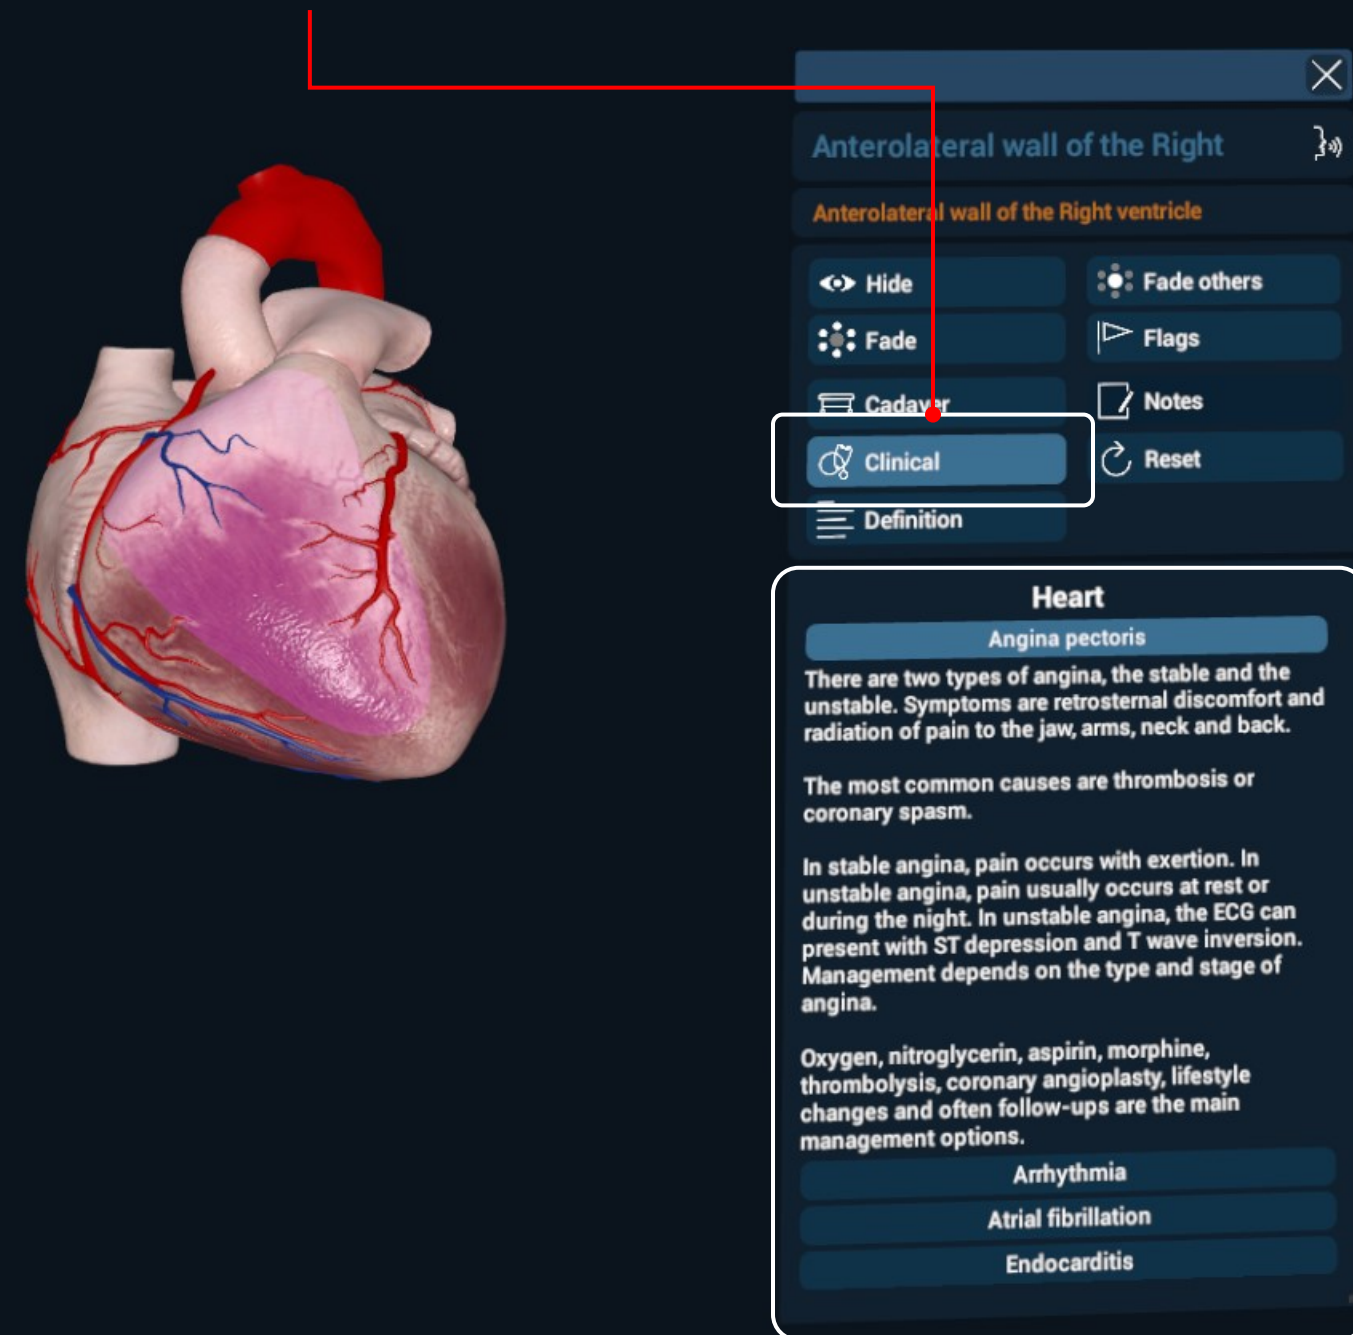 Anterolateral wall of the Right
Anterolateral wall of the Right ventricle
Hide
Fade others
Fade
Flags
Cadaver
Notes
Clinical
Reset
Definition
Heart
Angina pectoris
There are two types of angina, the stable and the
unstable. Symptoms are retrosternal discomfort and
radiation of pain to the jaw, arms, neck and back.
The most common causes are thrombosis or
coronary spasm.
In stable angina, pain occurs with exertion. In
unstable angina, pain usually occurs at rest or
during the night. In unstable angina, the ECG can
present with ST depression and T wave inversion.
Management depends on the type and stage of
angina.
Oxygen, nitroglycerin, aspirin, morphine,
thrombolysis, coronary angioplasty, lifestyle
changes and often follow-ups are the main
management options.
Arrhythmia
Atrial fibrillation
Endocarditis